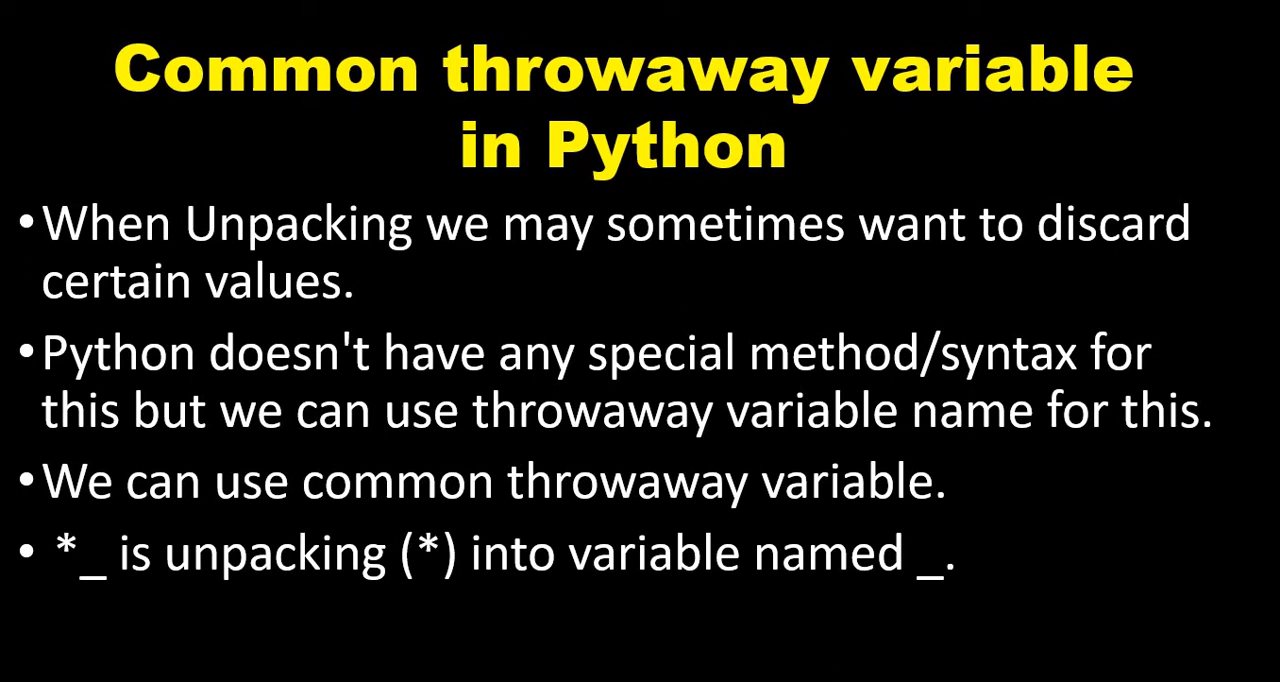 Common throwaway variable
in Python
•When Unpacking we may sometimes want to discard
certain values.
•Python doesn't have any special method/syntax for
this but we can use throwaway variable name for this.
•We can use common throwaway variable.
• *_ is unpacking (*) into variable named _.